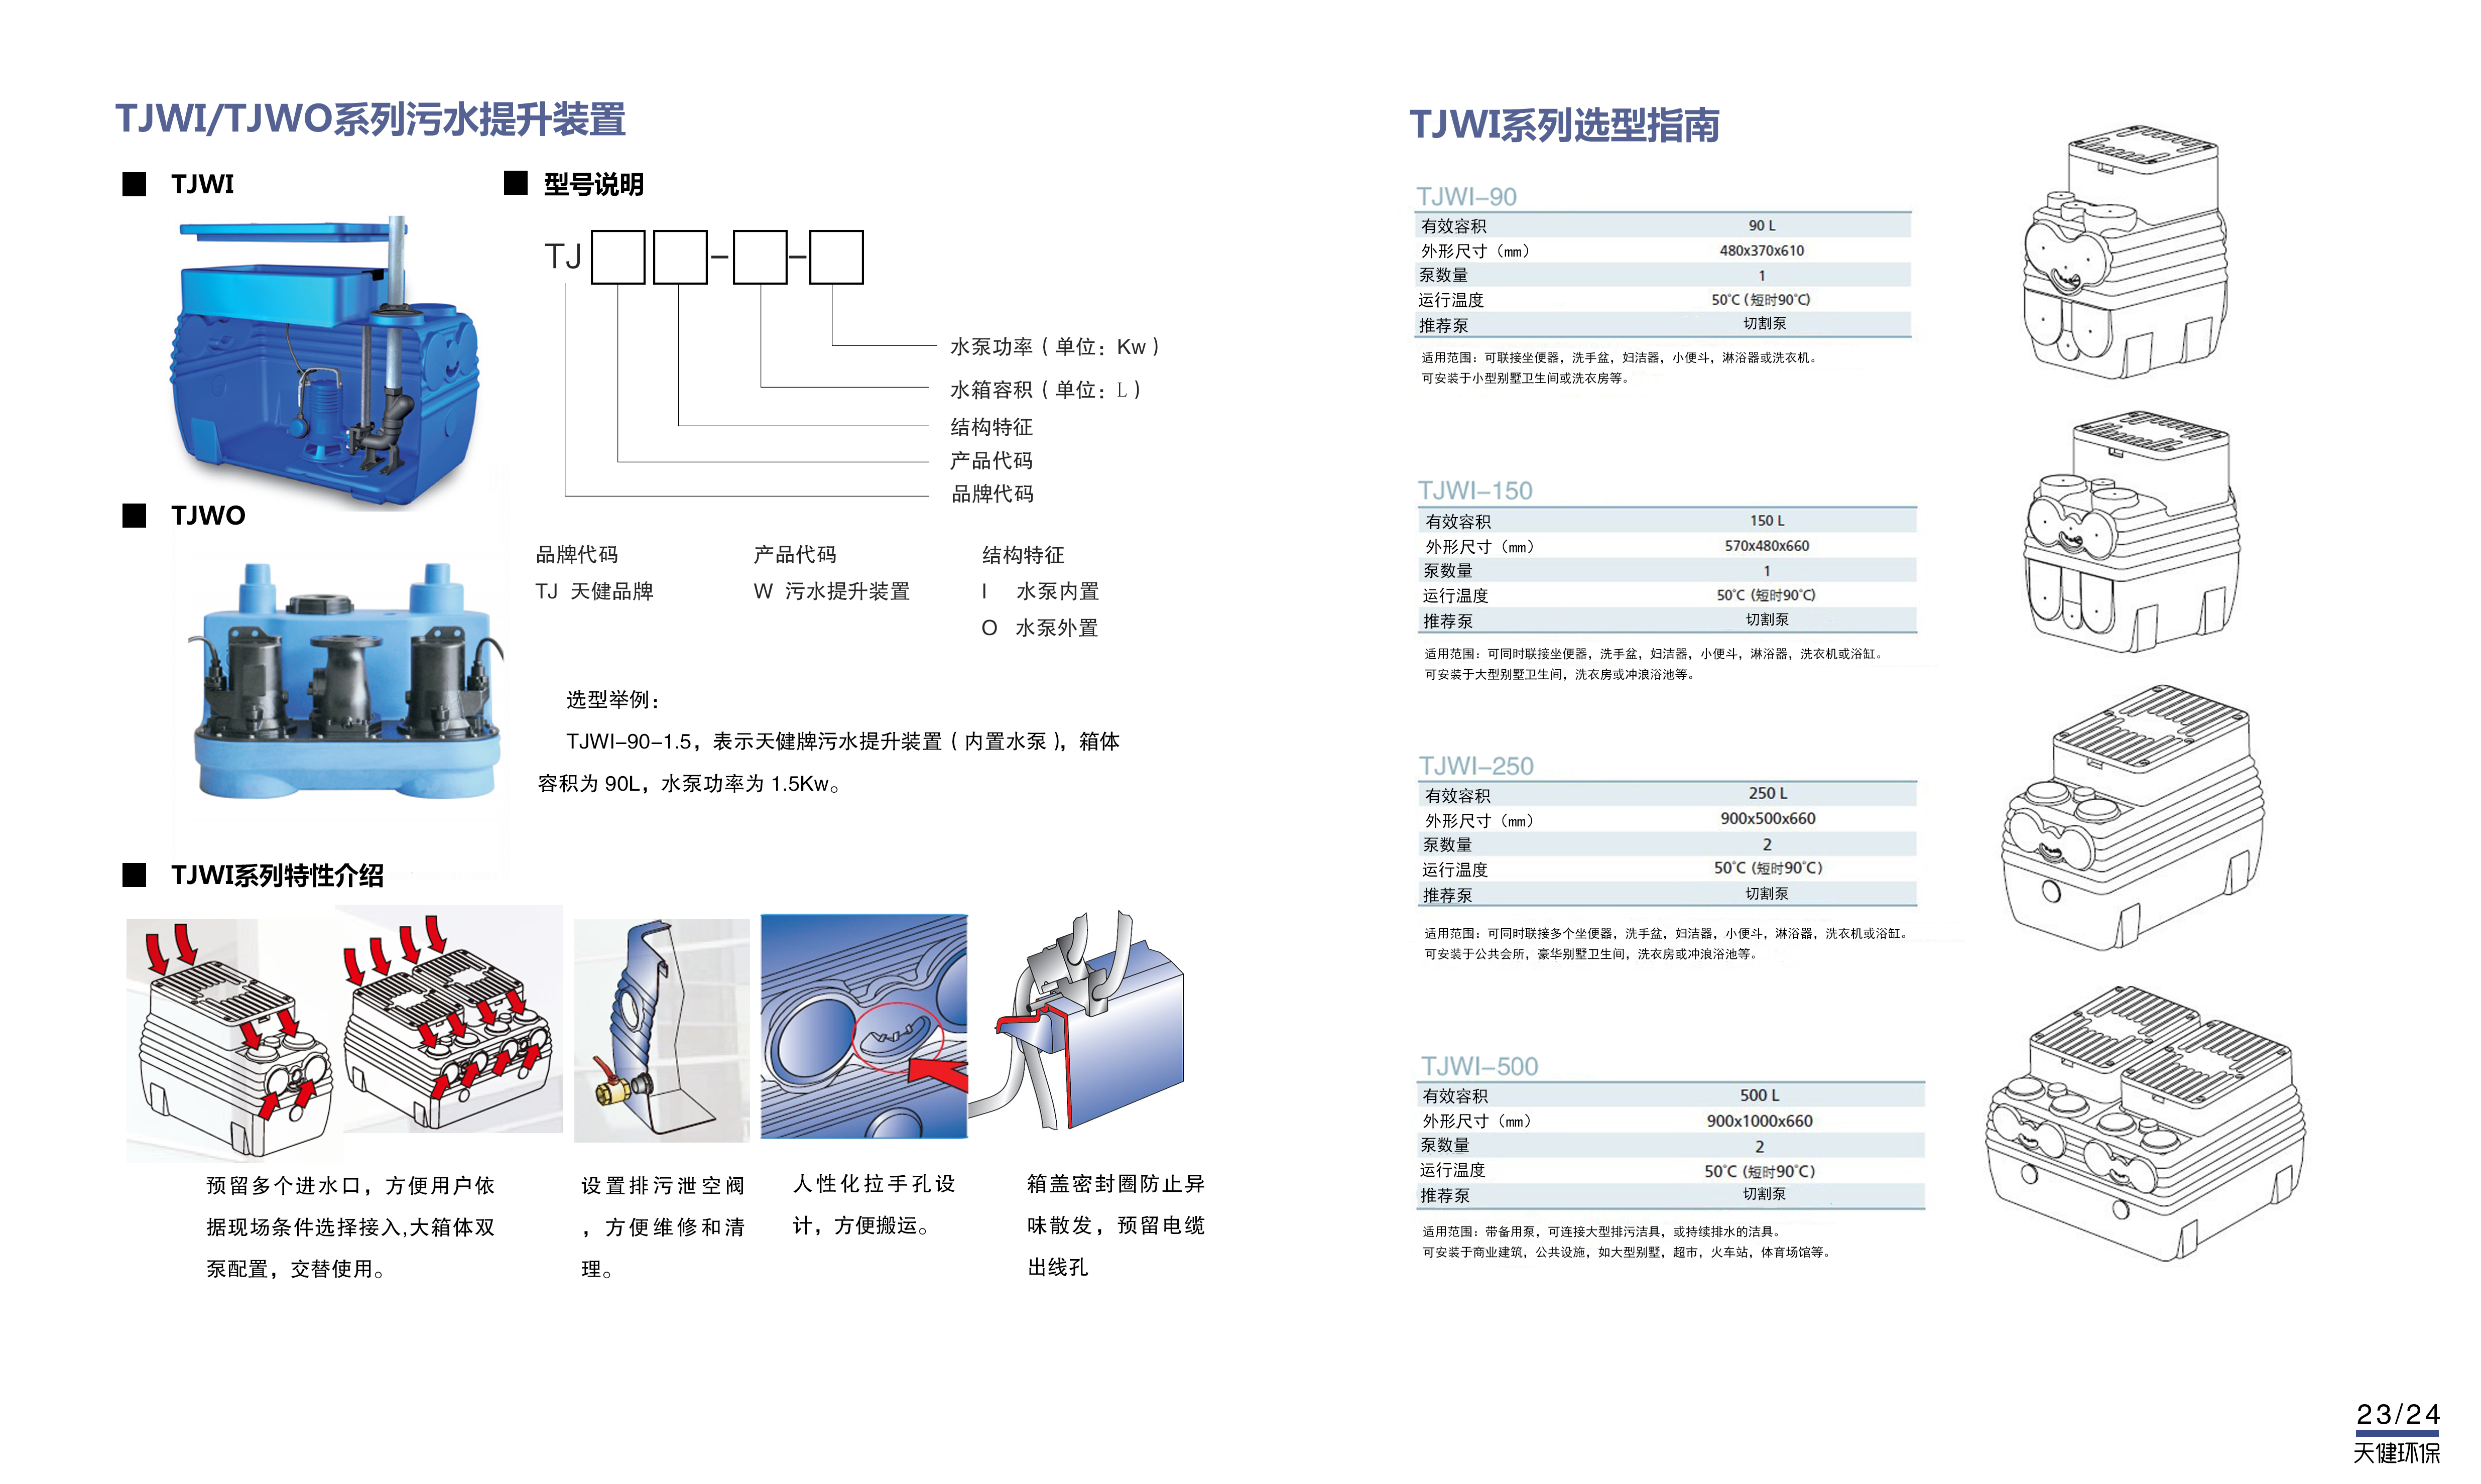 TJWI/TJWO系列污水提升装置
■ TJWI
■ 型号说明
TJ□□-□-□
水泵功率（单位：Kw）
水箱容积（单位：L）
结构特征
产品代码
品牌代码
■ TJWO
品牌代码 产品代码 结构特征
TJ 天健品牌 W 污水提升装置 I 水泵内置
O 水泵外置
选型举例：
TJWI-90-1.5，表示天健牌污水提升装置（内置水泵），箱体
容积为 90L，水泵功率为 1.5Kw。
■ TJWI系列特性介绍
预留多个进水口，方便用户依
据现场条件选择接入,大箱体双
泵配置，交替使用。
设置排污泄空阀
，方便维修和清
理。
人性化拉手孔设
计，方便搬运。
箱盖密封圈防止异
味散发，预留电缆
出线孔
TJWI系列选型指南
TJWI-90
有效容积 90 L
外形尺寸（mm） 480x370x610
泵数量 1
运行温度 50°C (短时90°C)
推荐泵 切割泵
适用范围：可联接坐便器，洗手盆，妇洁器，小便斗，淋浴器或洗衣机。
可安装于小型别墅卫生间或洗衣房等。
TJWI-150
有效容积 150 L
外形尺寸（mm） 570x480x660
泵数量 1
运行温度 50°C (短时90°C)
推荐泵 切割泵
适用范围：可同时联接坐便器，洗手盆，妇洁器，小便斗，淋浴器，洗衣机或浴缸。
可安装于大型别墅卫生间，洗衣房或冲浪浴池等。
TJWI-250
有效容积 250 L
外形尺寸（mm） 900x500x660
泵数量 2
运行温度 50°C (短时90°C)
推荐泵 切割泵
适用范围：可同时联接多个坐便器，洗手盆，妇洁器，小便斗，淋浴器，洗衣机或浴缸。
可安装于公共会所，豪华别墅卫生间，洗衣房或冲浪浴池等。
TJWI-500
有效容积 500 L
外形尺寸（mm） 900x1000x660
泵数量 2
运行温度 50°C (短时90°C)
推荐泵 切割泵
适用范围：带备用泵，可连接大型排污洁具，或持续排水的洁具。
可安装于商业建筑，公共设施，如大型别墅，超市，火车站，体育场馆等。
23/24
天健环保